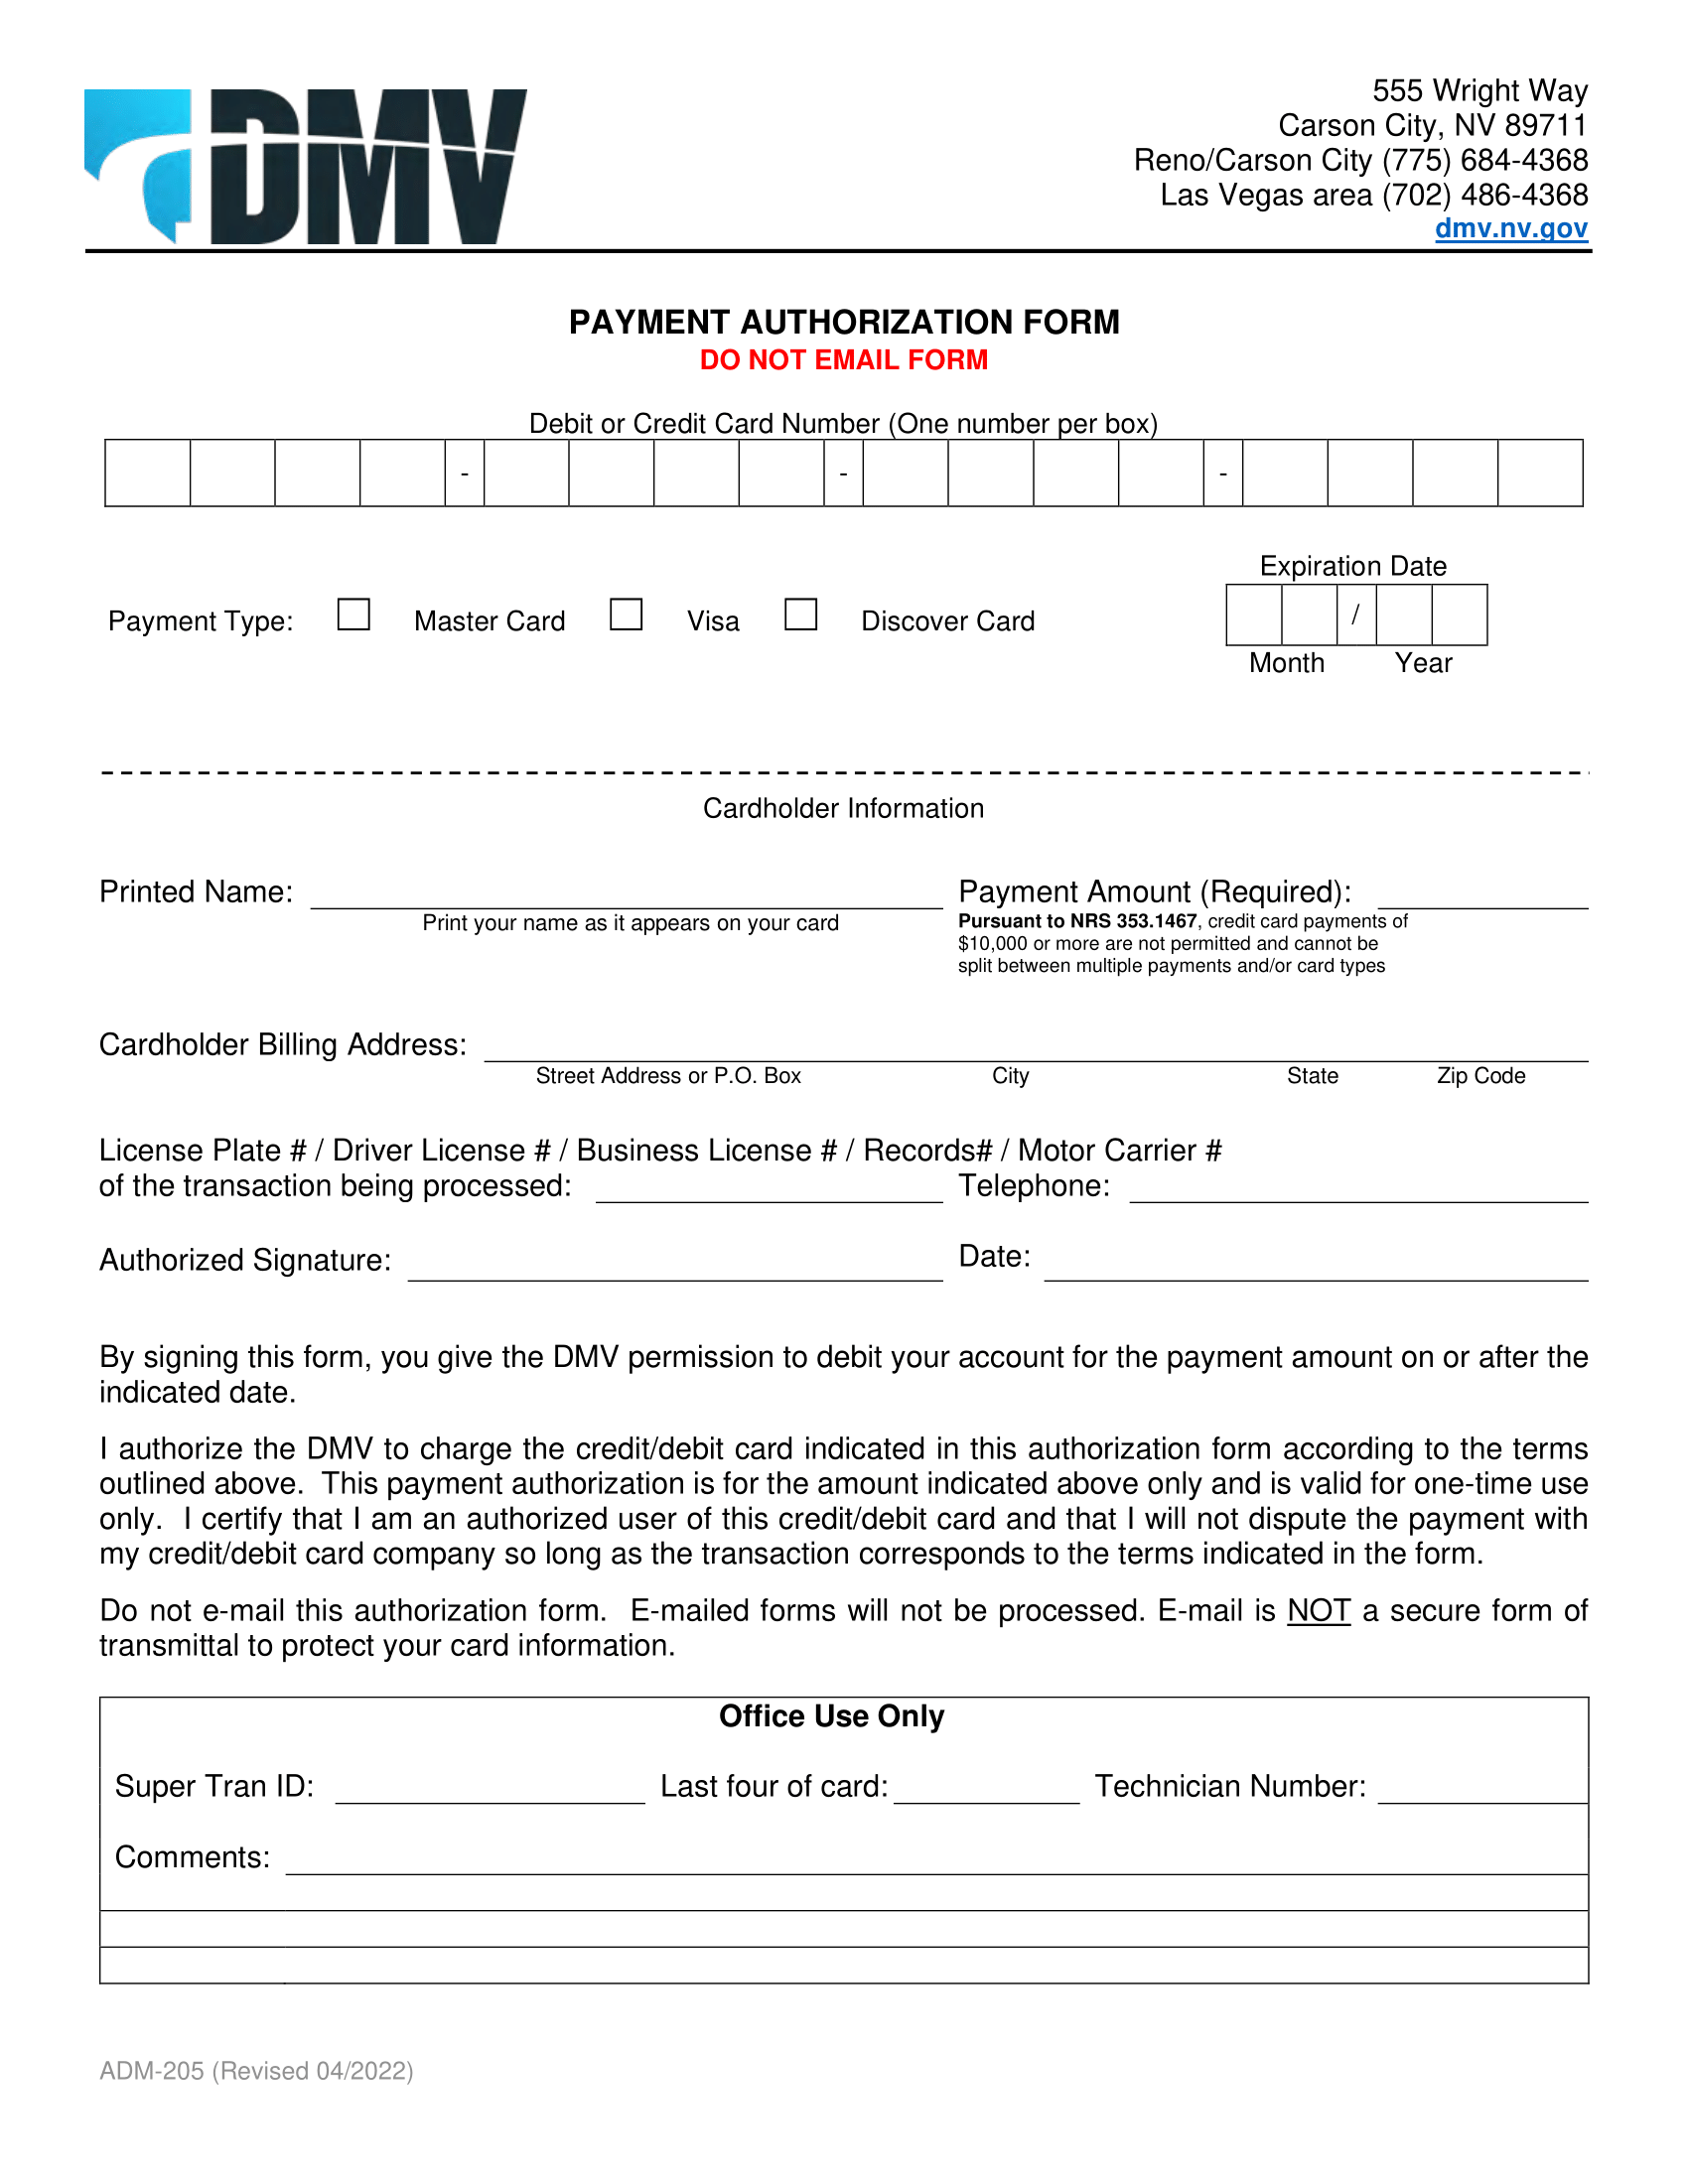 DMV
555 Wright Way
Carson City, NV 89711
Reno/Carson City (775) 684-4368
Las Vegas area (702) 486-4368
dmv.nv.gov
PAYMENT AUTHORIZATION FORM
DO NOT EMAIL FORM
Debit or Credit Card Number (One number per box)
- - -
Expiration Date
Payment Type: Master Card Visa Discover Card /
Month Year
Cardholder Information
Printed Name: Payment Amount (Required):
Print your name as it appears on your card Pursuant to NRS 353.1467, credit card payments of
$10,000 or more are not permitted and cannot be
split between multiple payments and/or card types
Cardholder Billing Address:
Street Address or P.O. Box City State Zip Code
License Plate # / Driver License # / Business License # / Records# / Motor Carrier #
of the transaction being processed: Telephone:
Authorized Signature: Date:
By signing this form, you give the DMV permission to debit your account for the payment amount on or after the
indicated date.
I authorize the DMV to charge the credit/debit card indicated in this authorization form according to the terms
outlined above. This payment authorization is for the amount indicated above only and is valid for one-time use
only. I certify that I am an authorized user of this credit/debit card and that I will not dispute the payment with
my credit/debit card company so long as the transaction corresponds to the terms indicated in the form.
Do not e-mail this authorization form. E-mailed forms will not be processed. E-mail is NOT a secure form of
transmittal to protect your card information.
Office Use Only
Super Tran ID: Last four of card: Technician Number:
Comments:
ADM-205 (Revised 04/2022)